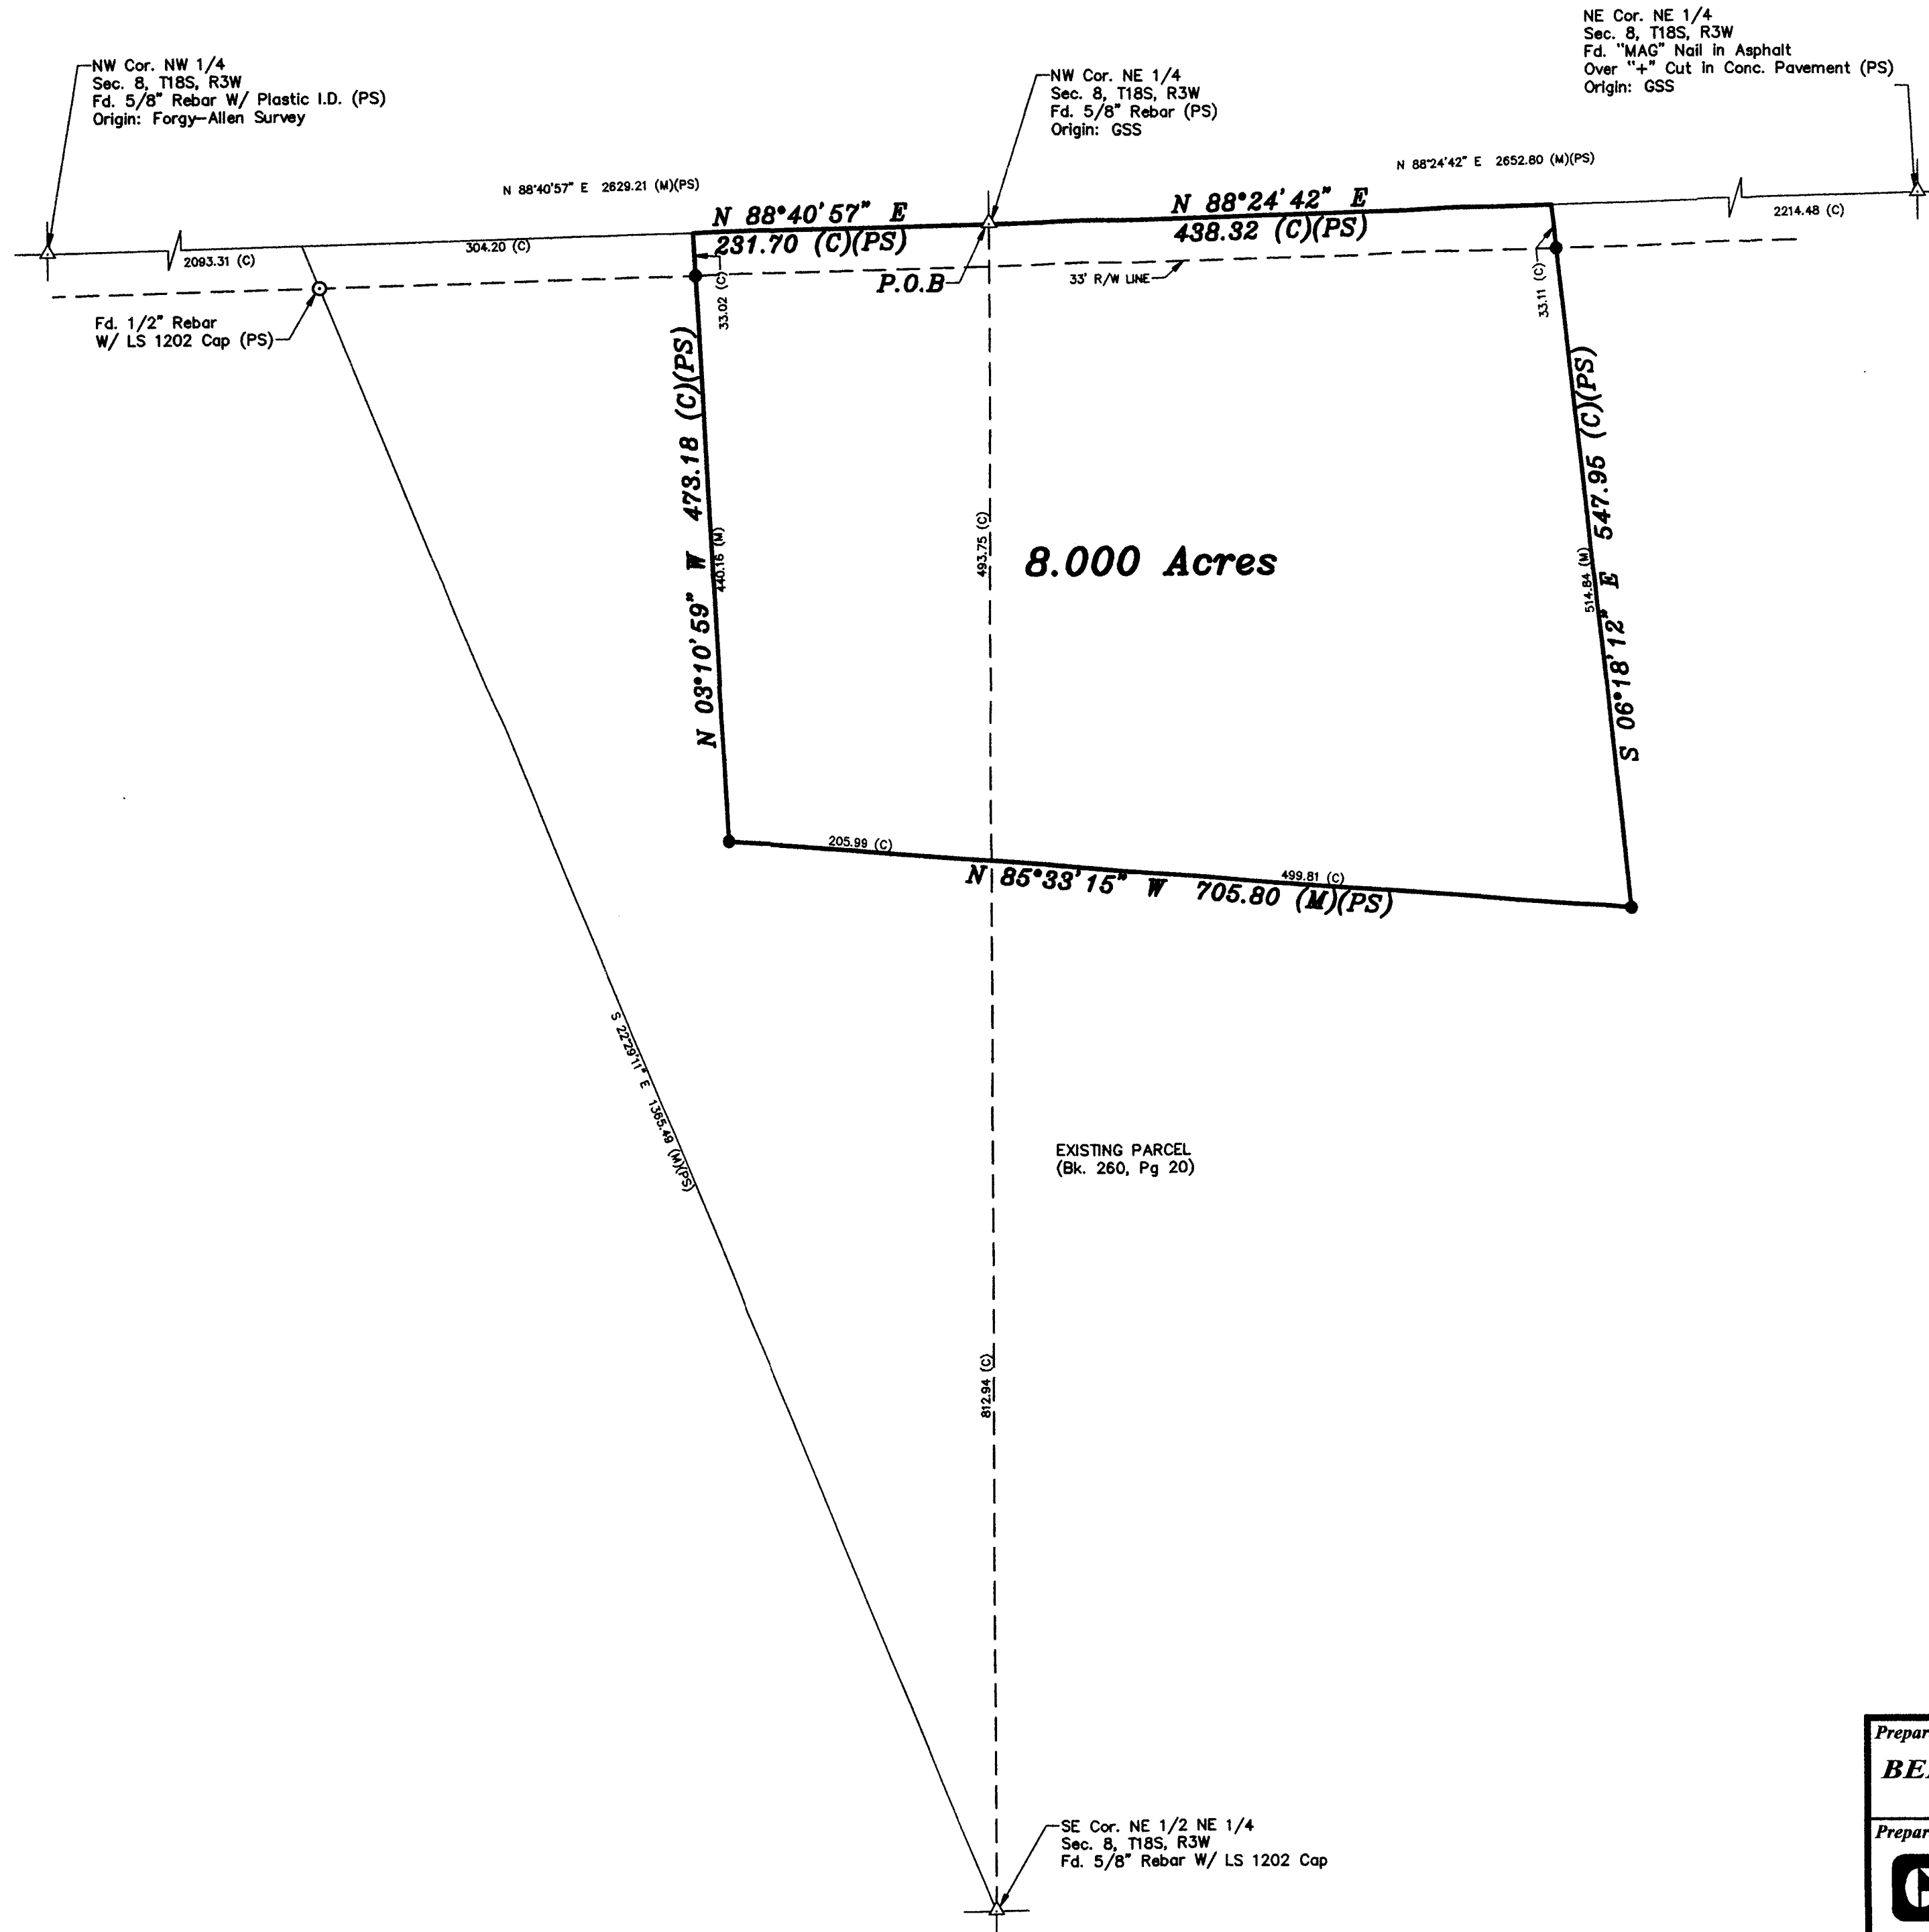 NW Cor. NW 1/4
Sec. 8, T18S, R3W
Fd. 5/8" Rebar W/ Plastic I.D. (PS)
Origin: Forgy-Allen Survey
NW Cor. NE 1/4
Sec. 8, T18S, R3W
Fd. 5/8" Rebar (PS)
Origin: GSS
NE Cor. NE 1/4
Sec. 8, T18S, R3W
Fd. "MAG" Nail in Asphalt
Over "+" Cut in Conc. Pavement (PS)
Origin: GSS
N 88°40'57" E 2629.21 (M)(PS)
N 88°24'42" E 2652.80 (M)(PS)
N 88°40'57" E
231.70 (C)(PS)
N 88°24'42" E
438.32 (C)(PS)
2093.31 (C)
304.20 (C)
2214.48 (C)
P.O.B
33' R/W LINE
33.02 (C)
33.11 (C)
Fd. 1/2" Rebar
W/ LS 1202 Cap (PS)
N 03°10'59" W 473.18 (C)(PS)
440.16 (M)
493.75 (C)
8.000 Acres
S 06°18'12" E 547.95 (C)(PS)
514.84 (M)
205.99 (C)
499.81 (C)
N 85°33'15" W 705.80 (M)(PS)
S 22°29'11" E 1365.49 (M)(PS)
EXISTING PARCEL
(Bk. 260, Pg 20)
812.94 (C)
SE Cor. NE 1/2 NE 1/4
Sec. 8, T18S, R3W
Fd. 5/8" Rebar W/ LS 1202 Cap
Prepar
Prepar